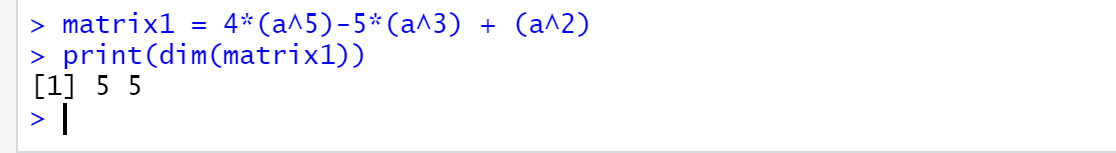 > matrix1 = 4*(a^5)-5*(a^3) + (a^2)
> print(dim(matrix1))
[1] 5 5
>